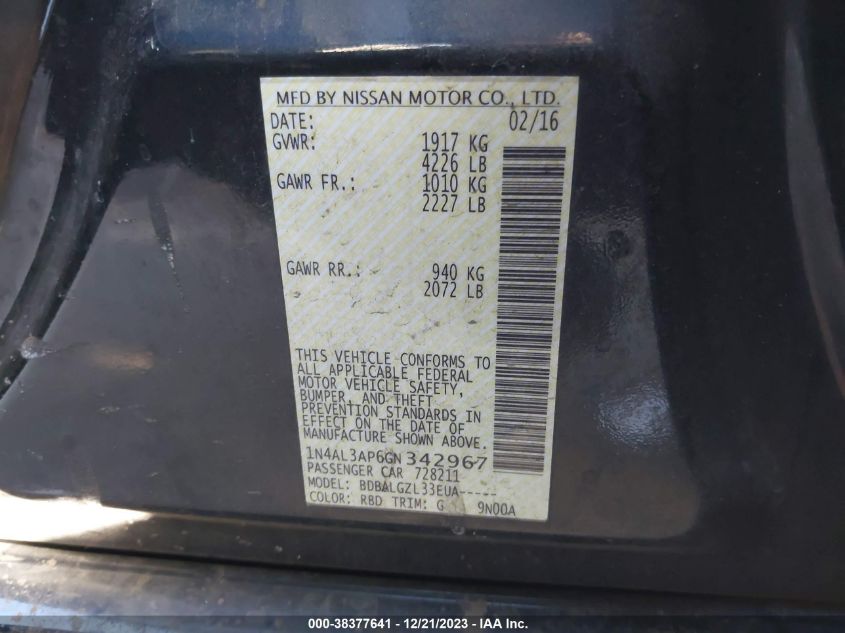 MFD BY NISSAN MOTOR CO., LTD.
DATE: 02/16
GVWR: 1917 KG
4226 LB
GAWR FR.: 1010 KG
2227 LB
GAWR RR.: 940 KG
2072 LB
THIS VEHICLE CONFORMS TO
ALL APPLICABLE FEDERAL
MOTOR VEHICLE SAFETY,
BUMPER, AND THEFT
PREVENTION STANDARDS IN
EFFECT ON THE DATE OF
MANUFACTURE SHOWN ABOVE.
1N4AL3AP6GN342967
PASSENGER CAR 728211
MODEL: BDBALGZL33EUA-----
COLOR: RBD TRIM: G 9N00A
000-38377641 - 12/21/2023 - IAA Inc.